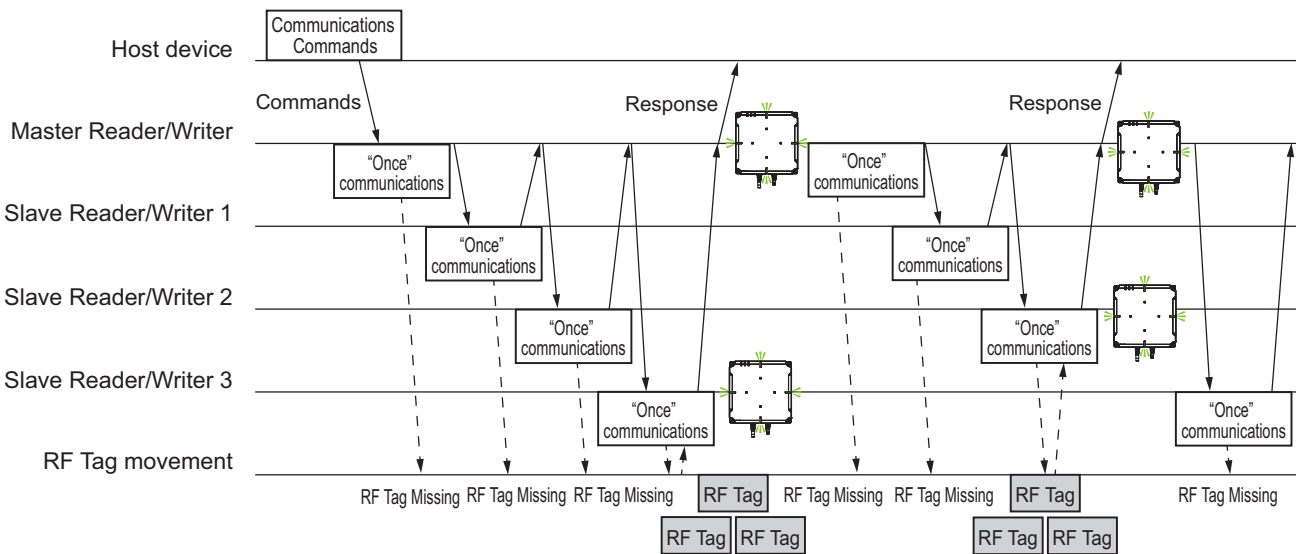 Communications
Commands
Host device
Commands
Response
Response
Master Reader/Writer
“Once”
communications
“Once”
communications
Slave Reader/Writer 1
“Once”
communications
“Once”
communications
Slave Reader/Writer 2
“Once”
communications
“Once”
communications
Slave Reader/Writer 3
“Once”
communications
“Once”
communications
RF Tag movement
RF Tag Missing
RF Tag Missing
RF Tag Missing
RF Tag
RF Tag Missing
RF Tag Missing
RF Tag
RF Tag Missing
RF Tag
RF Tag
RF Tag
RF Tag